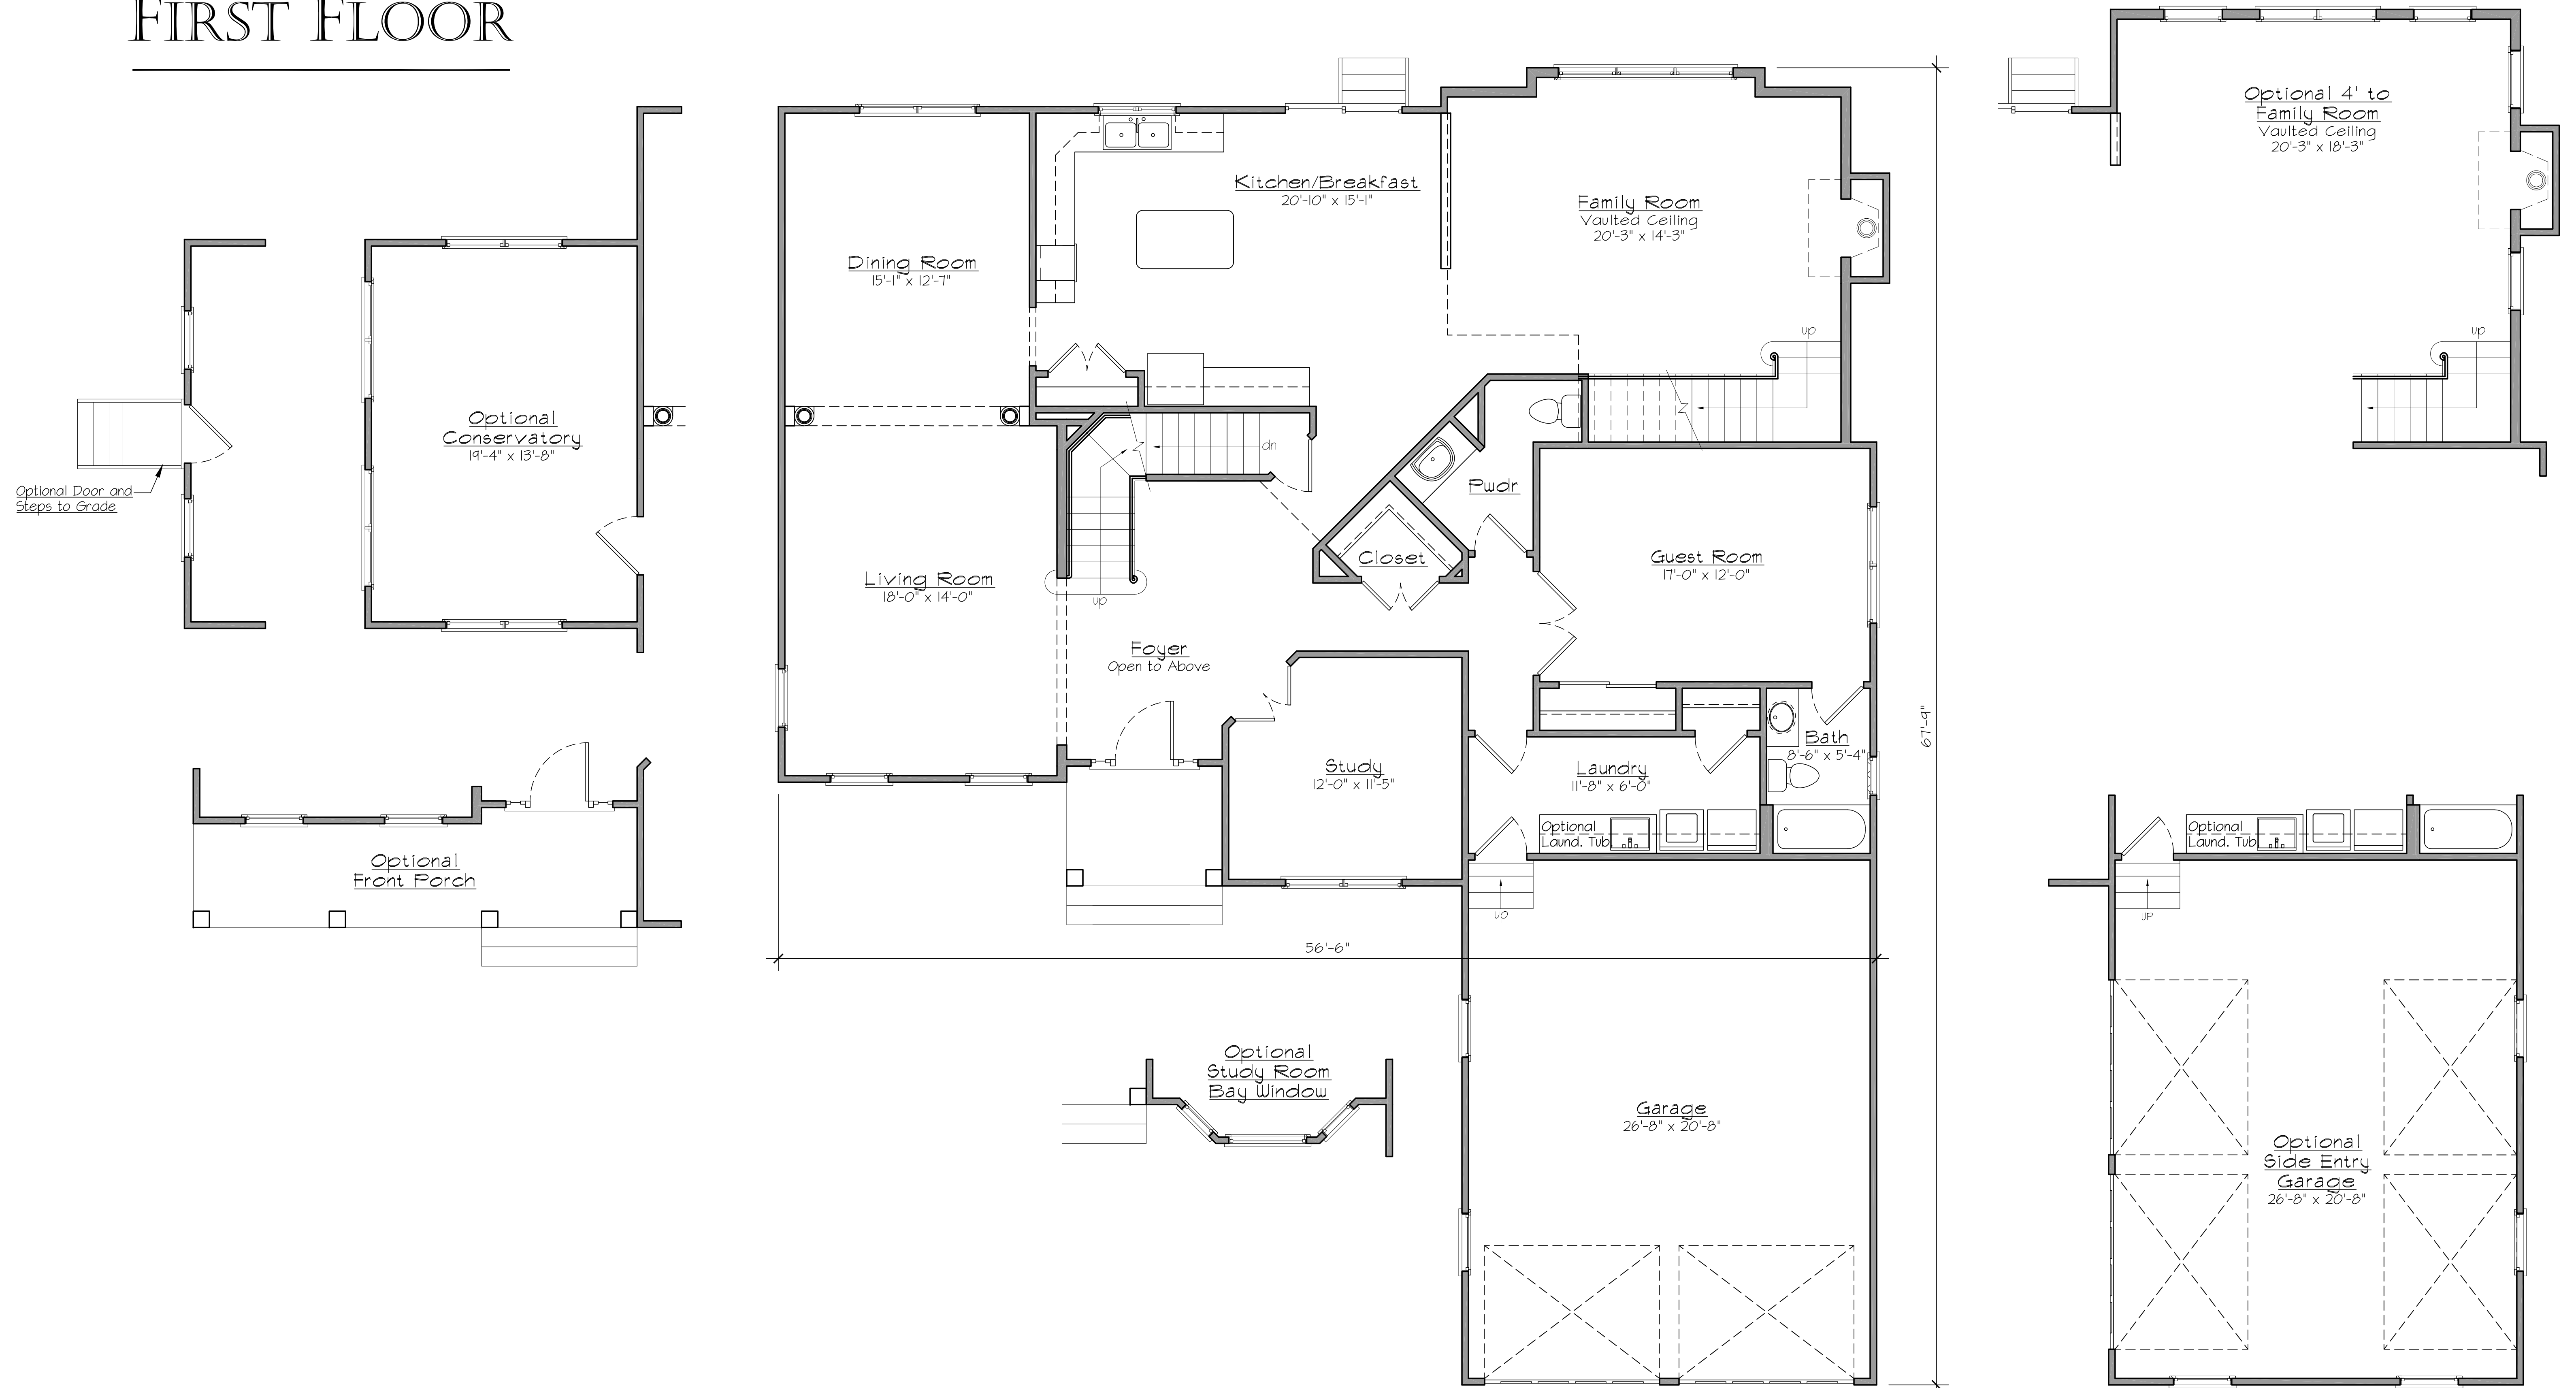 FIRST FLOOR
Optional 4' to
Family Room
Vaulted Ceiling
20'-3" x 18'-3"
Kitchen/Breakfast
20'-10" x 15'-1"
Family Room
Vaulted Ceiling
20'-3" x 14'-3"
Dining Room
15'-1" x 12'-7"
up
up
Optional
Conservatory
19'-4" x 13'-8"
dn
Optional Door and
Steps to Grade
Pwdr
Closet
Guest Room
17'-0" x 12'-0"
Living Room
18'-0" x 14'-0"
up
Foyer
Open to Above
67'-9"
Bath
8'-6" x 5'-4"
Study
12'-0" x 11'-5"
Laundry
11'-8" x 6'-0"
Optional
Laund. Tub
Optional
Laund. Tub
Optional
Front Porch
up
UP
56'-6"
Optional
Study Room
Bay Window
Garage
26'-8" x 20'-8"
Optional
Side Entry
Garage
26'-8" x 20'-8"